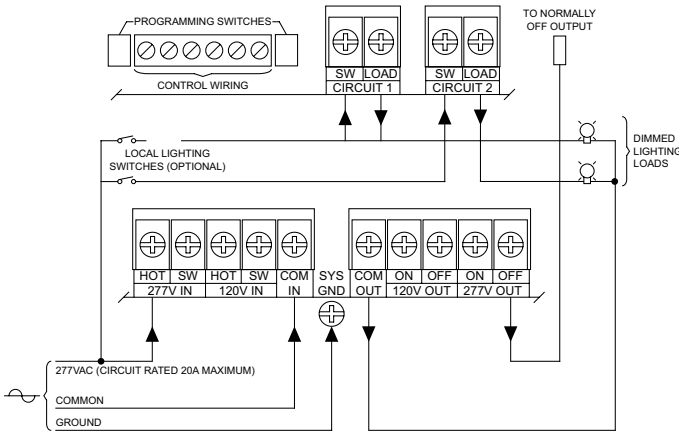 PROGRAMMING SWITCHES
TO NORMALLY
OFF OUTPUT
CONTROL WIRING
SW LOAD
CIRCUIT 1
SW LOAD
CIRCUIT 2
LOCAL LIGHTING
SWITCHES (OPTIONAL)
DIMMED
LIGHTING
LOADS
HOT SW HOT SW COM SYS COM ON OFF ON OFF
277V IN 120V IN IN GND OUT 120V OUT 277V OUT
277VAC (CIRCUIT RATED 20A MAXIMUM)
COMMON
GROUND